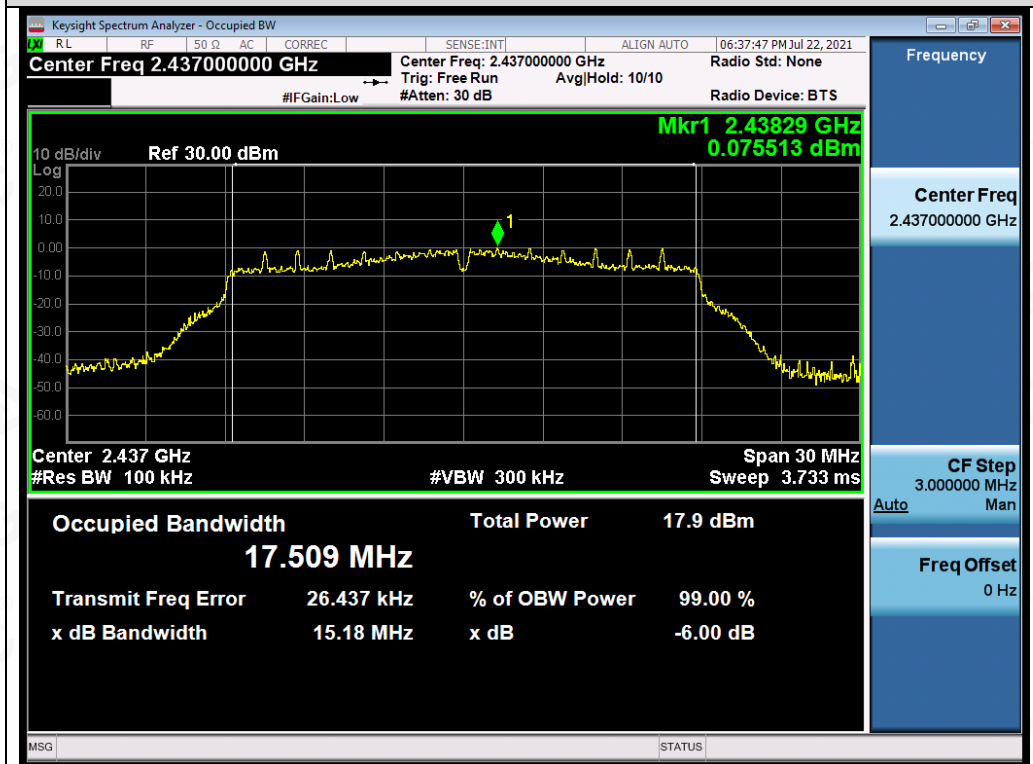 Keysight Spectrum Analyzer - Occupied BW
LXI RL RF 50 Ω AC CORREC SENSE:INT ALIGN AUTO 06:37:47 PM Jul 22, 2021
Center Freq 2.437000000 GHz
Center Freq: 2.437000000 GHz Radio Std: None
Trig: Free Run Avg|Hold: 10/10
#IFGain:Low #Atten: 30 dB Radio Device: BTS
Frequency
Mkr1 2.43829 GHz
0.075513 dBm
10 dB/div Ref 30.00 dBm
Log
20.0
10.0
0.00
-10.0
-20.0
-30.0
-40.0
-50.0
-60.0
1
Center 2.437 GHz Span 30 MHz
#Res BW 100 kHz #VBW 300 kHz Sweep 3.733 ms
Center Freq
2.437000000 GHz
CF Step
3.000000 MHz
Auto Man
Freq Offset
0 Hz
Occupied Bandwidth Total Power 17.9 dBm
17.509 MHz
Transmit Freq Error 26.437 kHz % of OBW Power 99.00 %
x dB Bandwidth 15.18 MHz x dB -6.00 dB
MSG STATUS